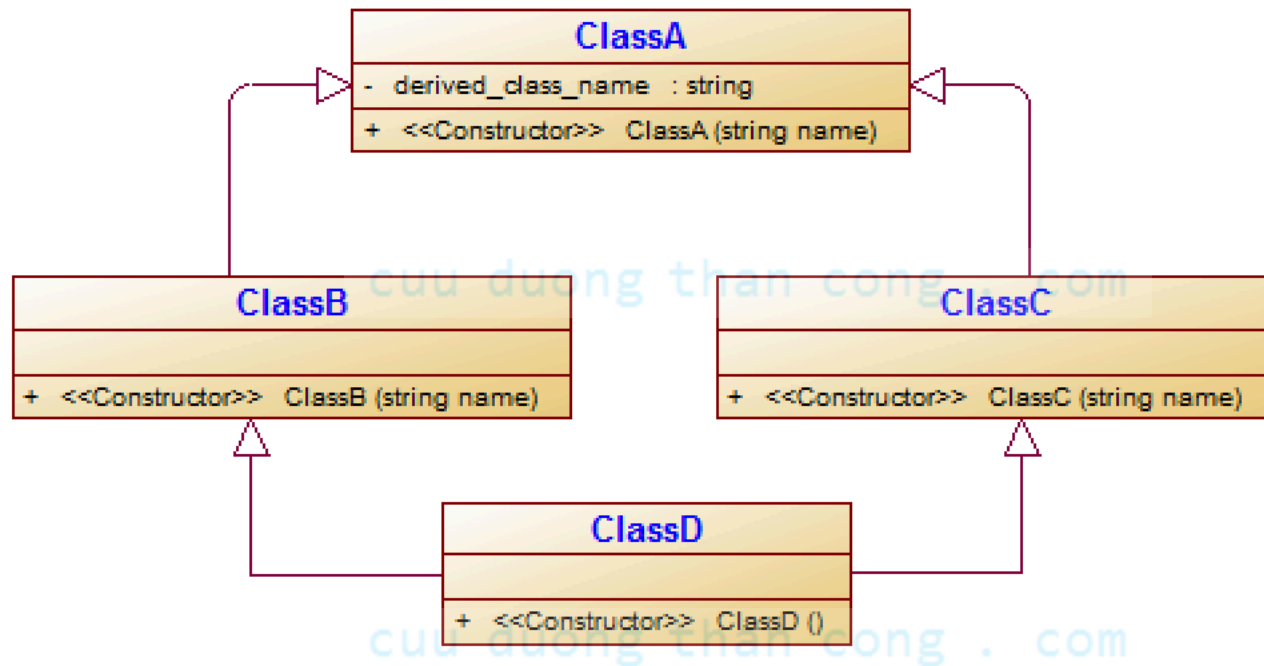 ClassA
- derived_class_name : string
+ <<Constructor>> ClassA (string name)
cuu duong than cong . com
ClassB
ClassC
+ <<Constructor>> ClassB (string name)
+ <<Constructor>> ClassC (string name)
ClassD
+ <<Constructor>> ClassD ()
cuu duong than cong . com